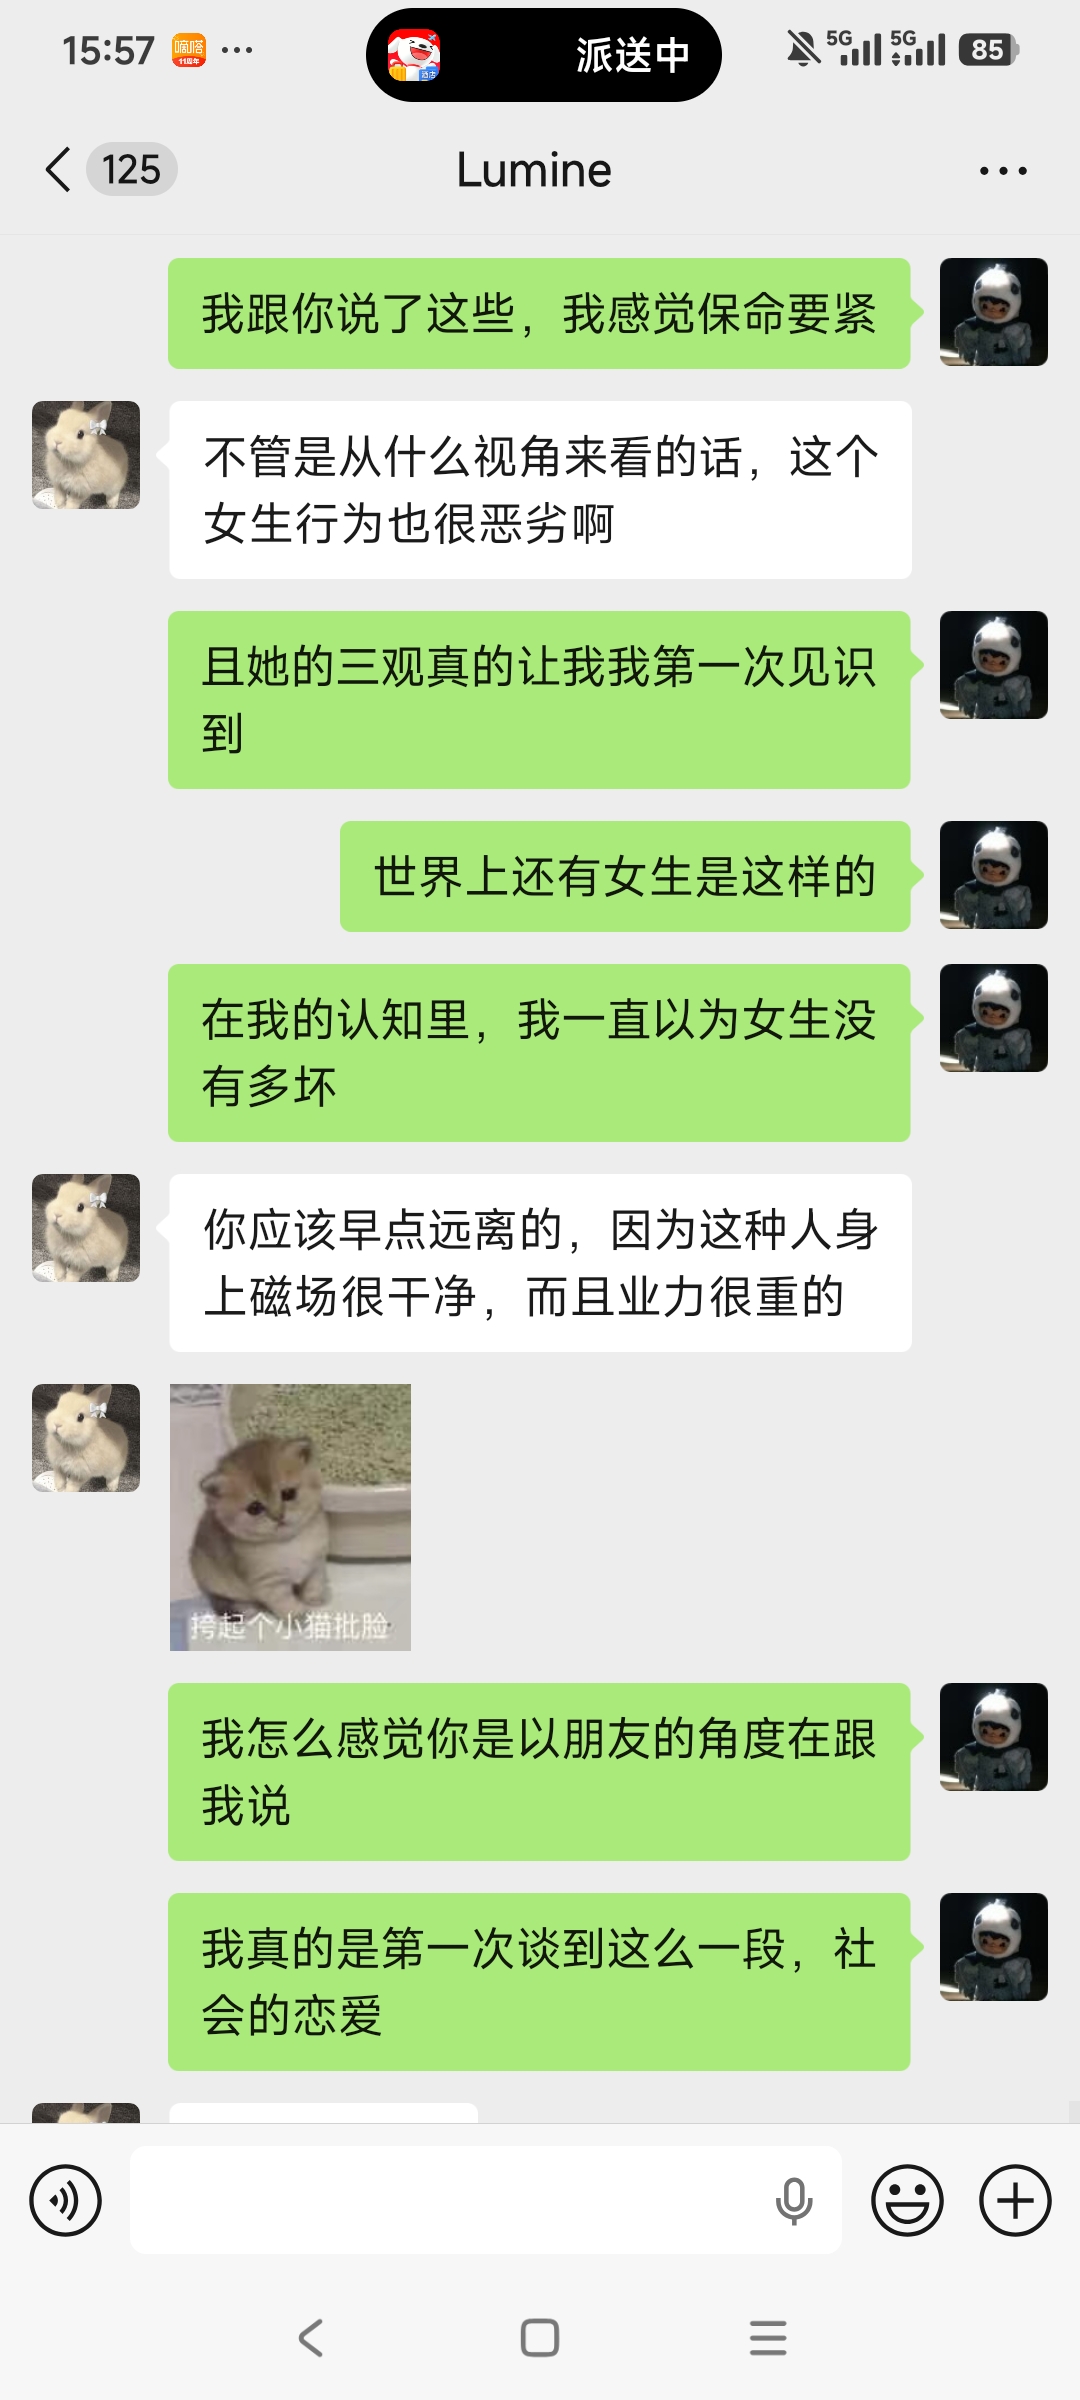 15:57
嘀嗒
11周年
派送中
5G
5G
85
125
Lumine
我跟你说了这些，我感觉保命要紧
不管是从什么视角来看的话，这个
女生行为也很恶劣啊
且她的三观真的让我我第一次见识
到
世界上还有女生是这样的
在我的认知里，我一直以为女生没
有多坏
你应该早点远离的，因为这种人身
上磁场很干净，而且业力很重的
挎起个小猫批脸
我怎么感觉你是以朋友的角度在跟
我说
我真的是第一次谈到这么一段，社
会的恋爱